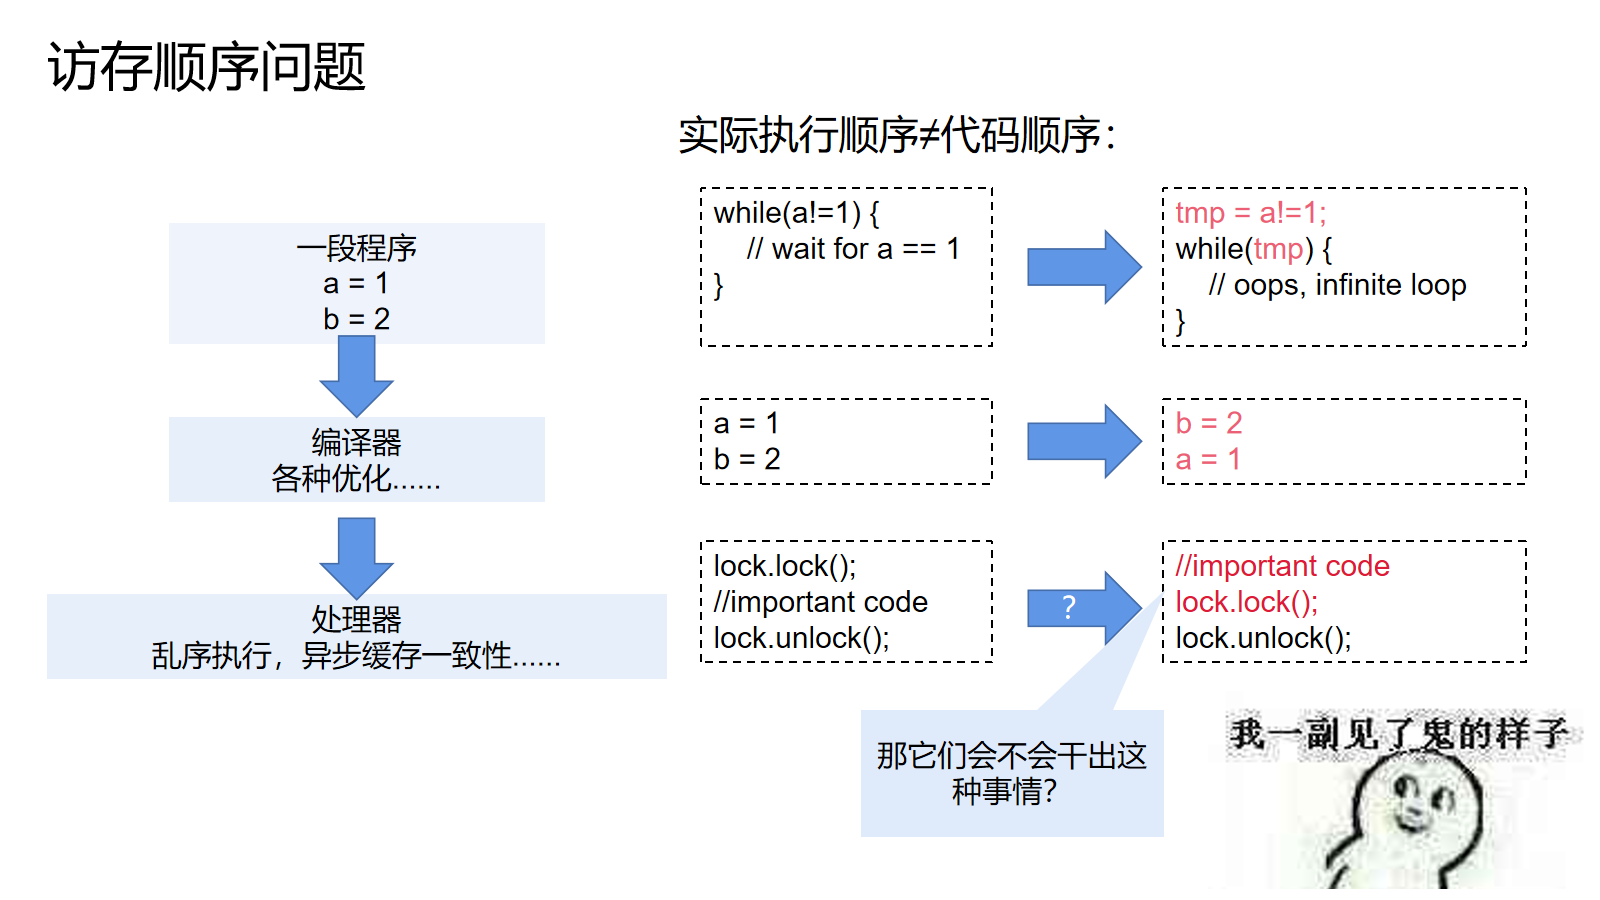 访存顺序问题
实际执行顺序≠代码顺序：
一段程序
a = 1
b = 2
编译器
各种优化……
处理器
乱序执行，异步缓存一致性……
while(a!=1) {
// wait for a == 1
}
tmp = a!=1;
while(tmp) {
// oops, infinite loop
}
a = 1
b = 2
b = 2
a = 1
lock.lock();
//important code
lock.unlock();
?
//important code
lock.lock();
lock.unlock();
那它们会不会干出这
种事情？
我一副见了鬼的样子